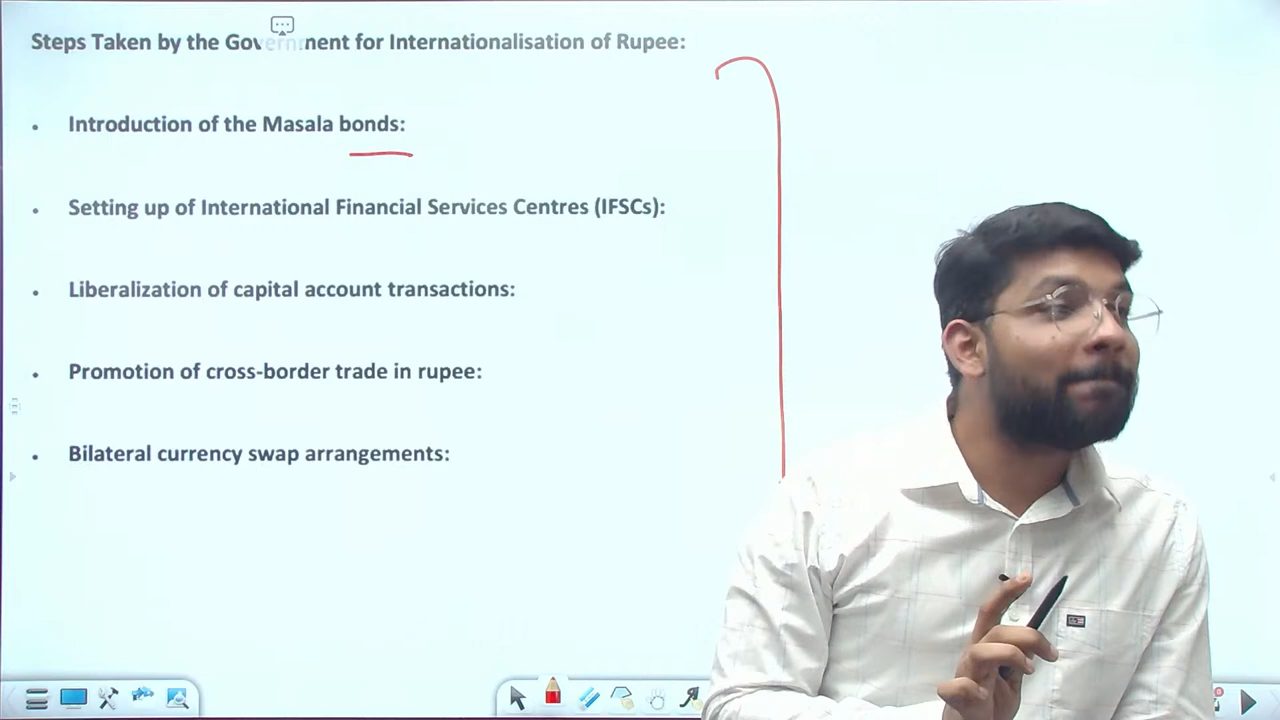 Steps Taken by the Government for Internationalisation of Rupee:
• Introduction of the Masala bonds:
• Setting up of International Financial Services Centres (IFSCs):
• Liberalization of capital account transactions:
• Promotion of cross-border trade in rupee:
• Bilateral currency swap arrangements: